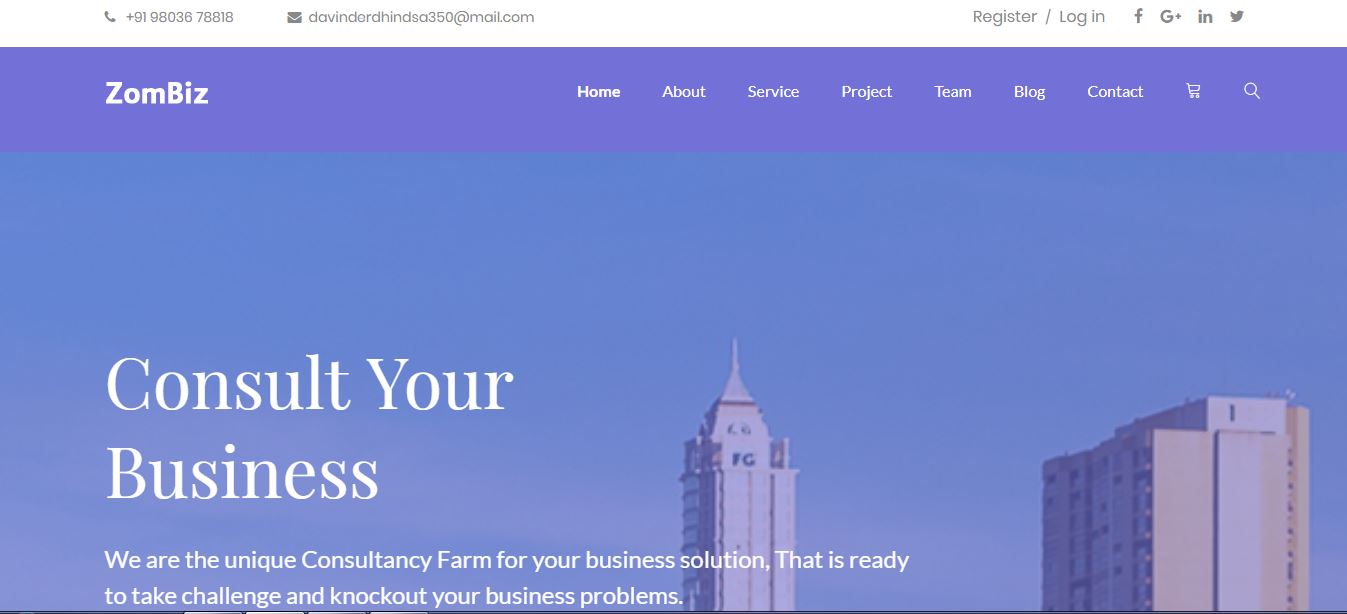 +91 98036 78818 davinderdhindsa350@mail.com Register / Log in f G+ in
ZomBiz Home About Service Project Team Blog Contact
Consult Your
Business
FG
We are the unique Consultancy Farm for your business solution, That is ready
to take challenge and knockout your business problems.